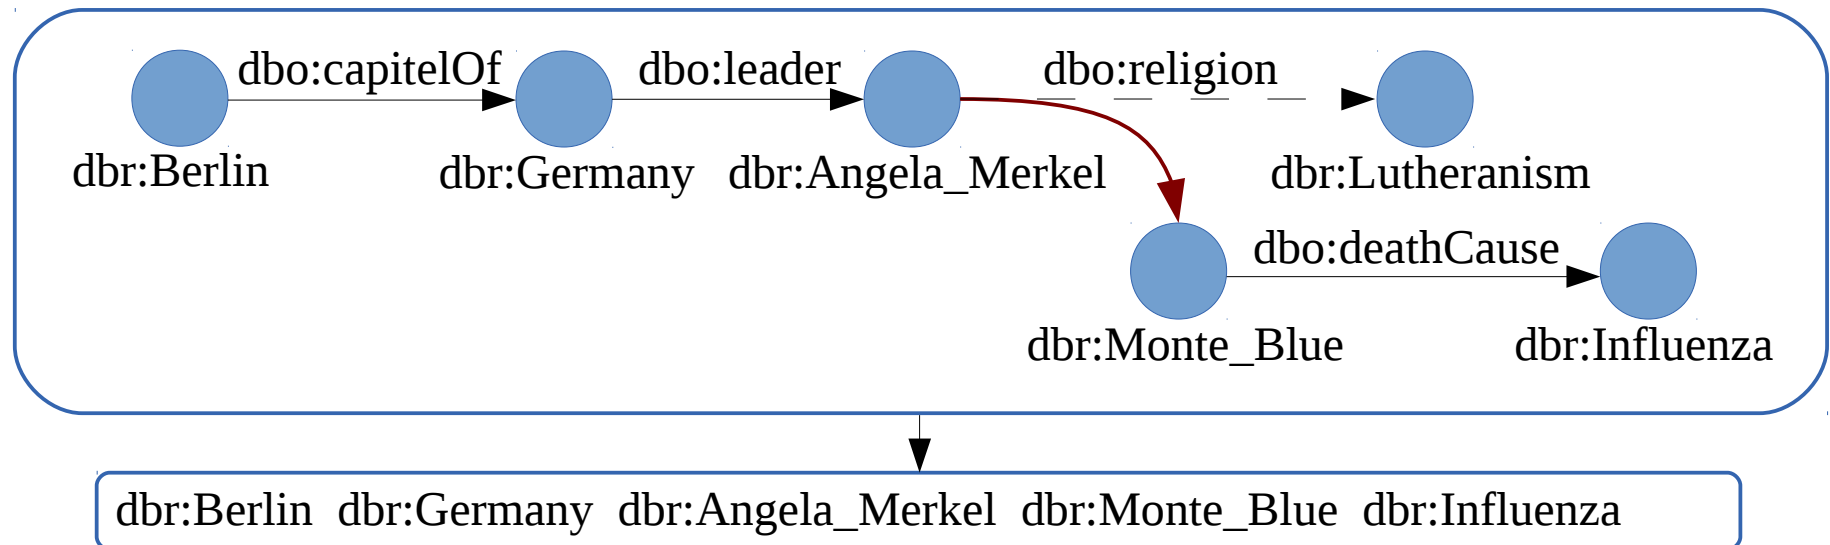 dbo:capitelOf dbo:leader dbo:religion
dbr:Berlin dbr:Germany dbr:Angela_Merkel dbr:Lutheranism
dbo:deathCause
dbr:Monte_Blue dbr:Influenza
dbr:Berlin dbr:Germany dbr:Angela_Merkel dbr:Monte_Blue dbr:Influenza